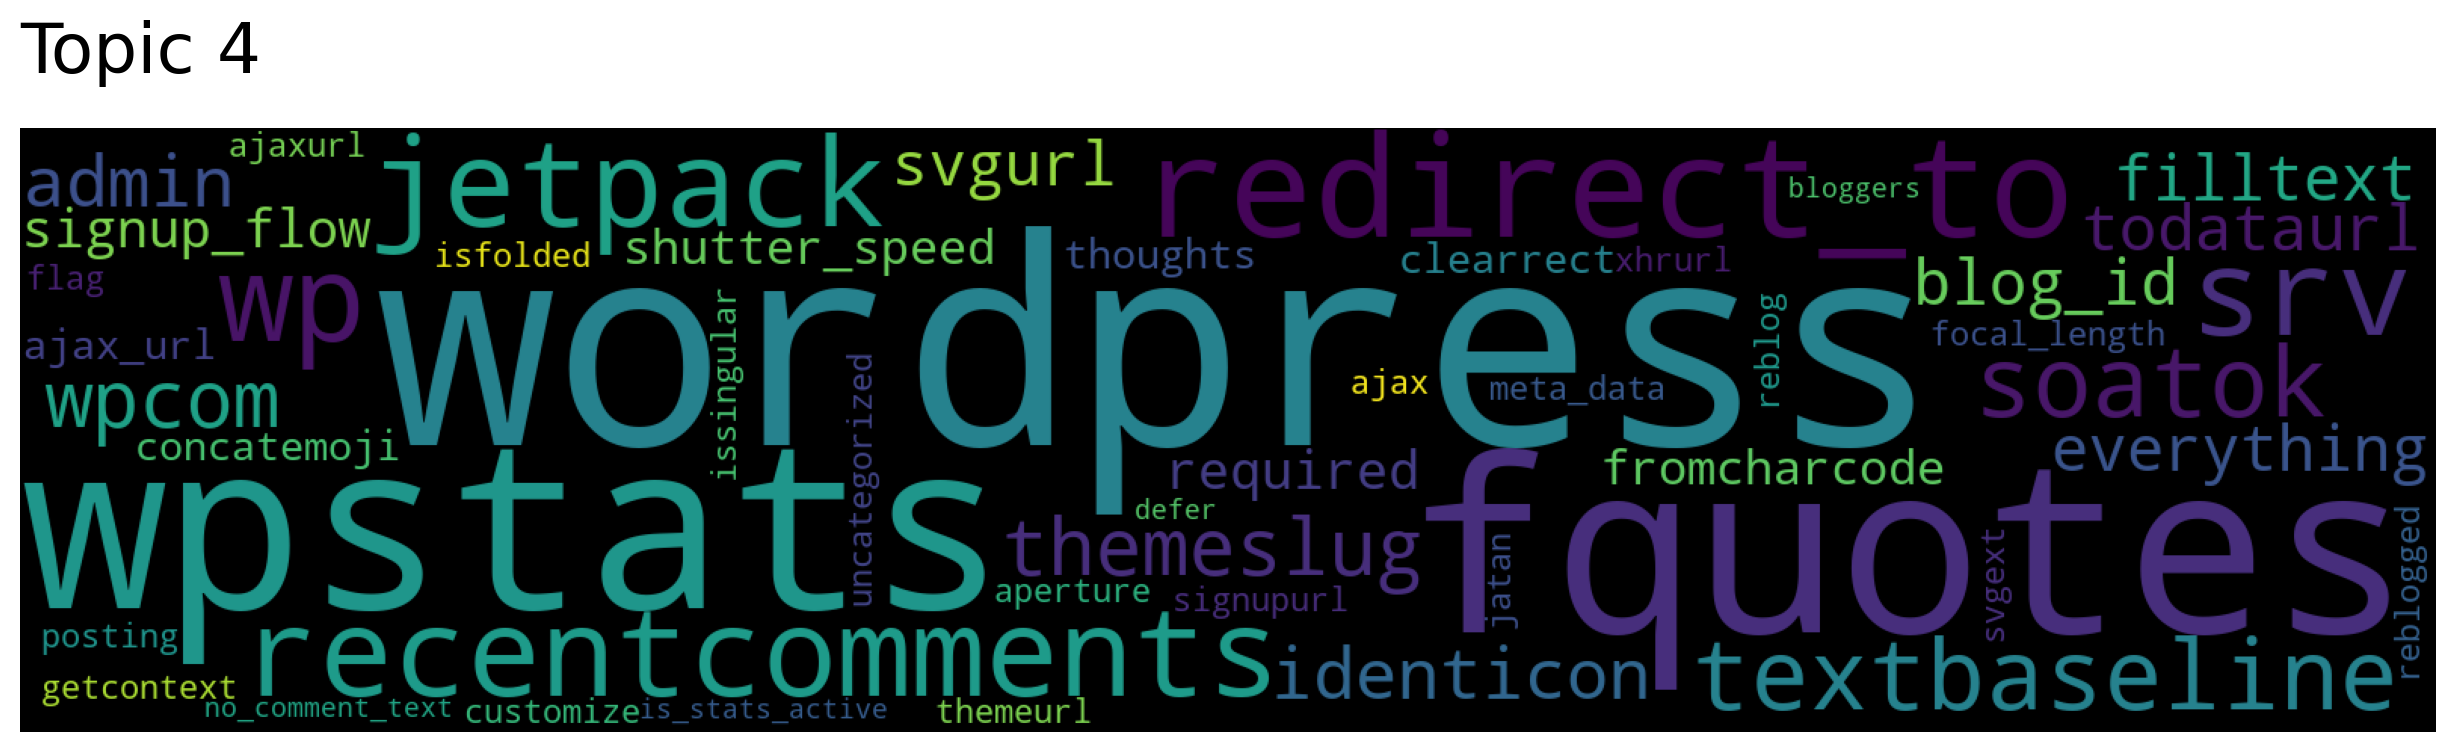 Topic 4
ajaxurl
admin
jetpack
svgurl
redirect_to
bloggers
filltext
signup_flow
isfolded
shutter_speed
thoughts
clearrect
xhrurl
todataurl
flag
wp
wordpress
blog_id
srv
ajax_url
issingular
reblog
focal_length
wpcom
uncategorized
ajax
meta_data
soatok
concatemoji
required
fromcharcode
everything
wpstats
defer
themeslug
fquotes
jatan
svgext
reblogged
aperture
signupurl
posting
recentcomments
identicon
textbaseline
getcontext
no_comment_text
customize
is_stats_active
themeurl